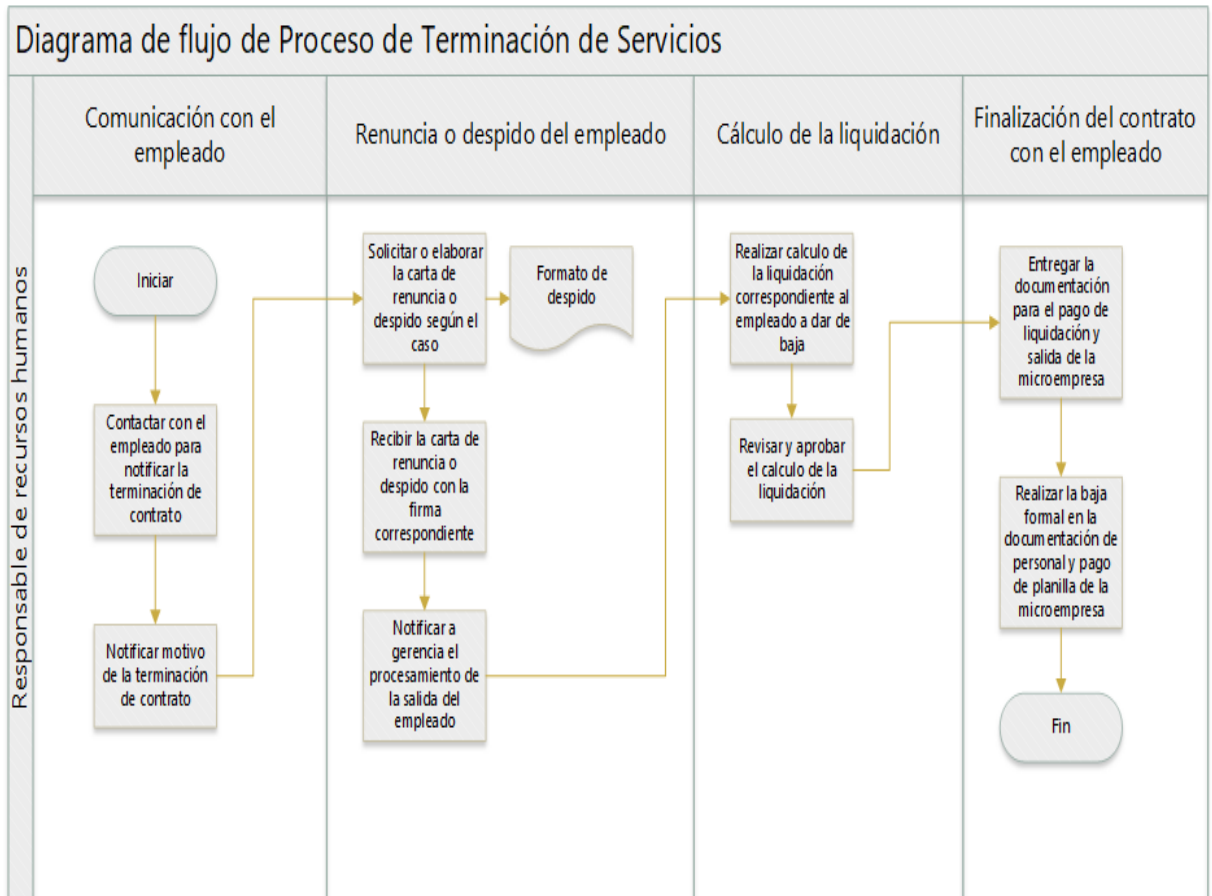 Diagrama de flujo de Proceso de Terminación de Servicios
Responsable de recursos humanos
Comunicación con el
empleado
Renuncia o despido del empleado
Cálculo de la liquidación
Finalización del contrato
con el empleado
Iniciar
Contactar con el
empleado para
notificar la
terminación de
contrato
Notificar motivo
de la terminación
de contrato
Solicitar o elaborar
la carta de
renuncia o
despido según el
caso
Formato de
despido
Recibir la carta de
renuncia o
despido con la
firma
correspondiente
Notificar a
gerencia el
procesamiento de
la salida del
empleado
Realizar calculo de
la liquidación
correspondiente al
empleado a dar de
baja
Revisar y aprobar
el calculo de la
liquidación
Entregar la
documentación
para el pago de
liquidación y
salida de la
microempresa
Realizar la baja
formal en la
documentación de
personal y pago
de planilla de la
microempresa
Fin